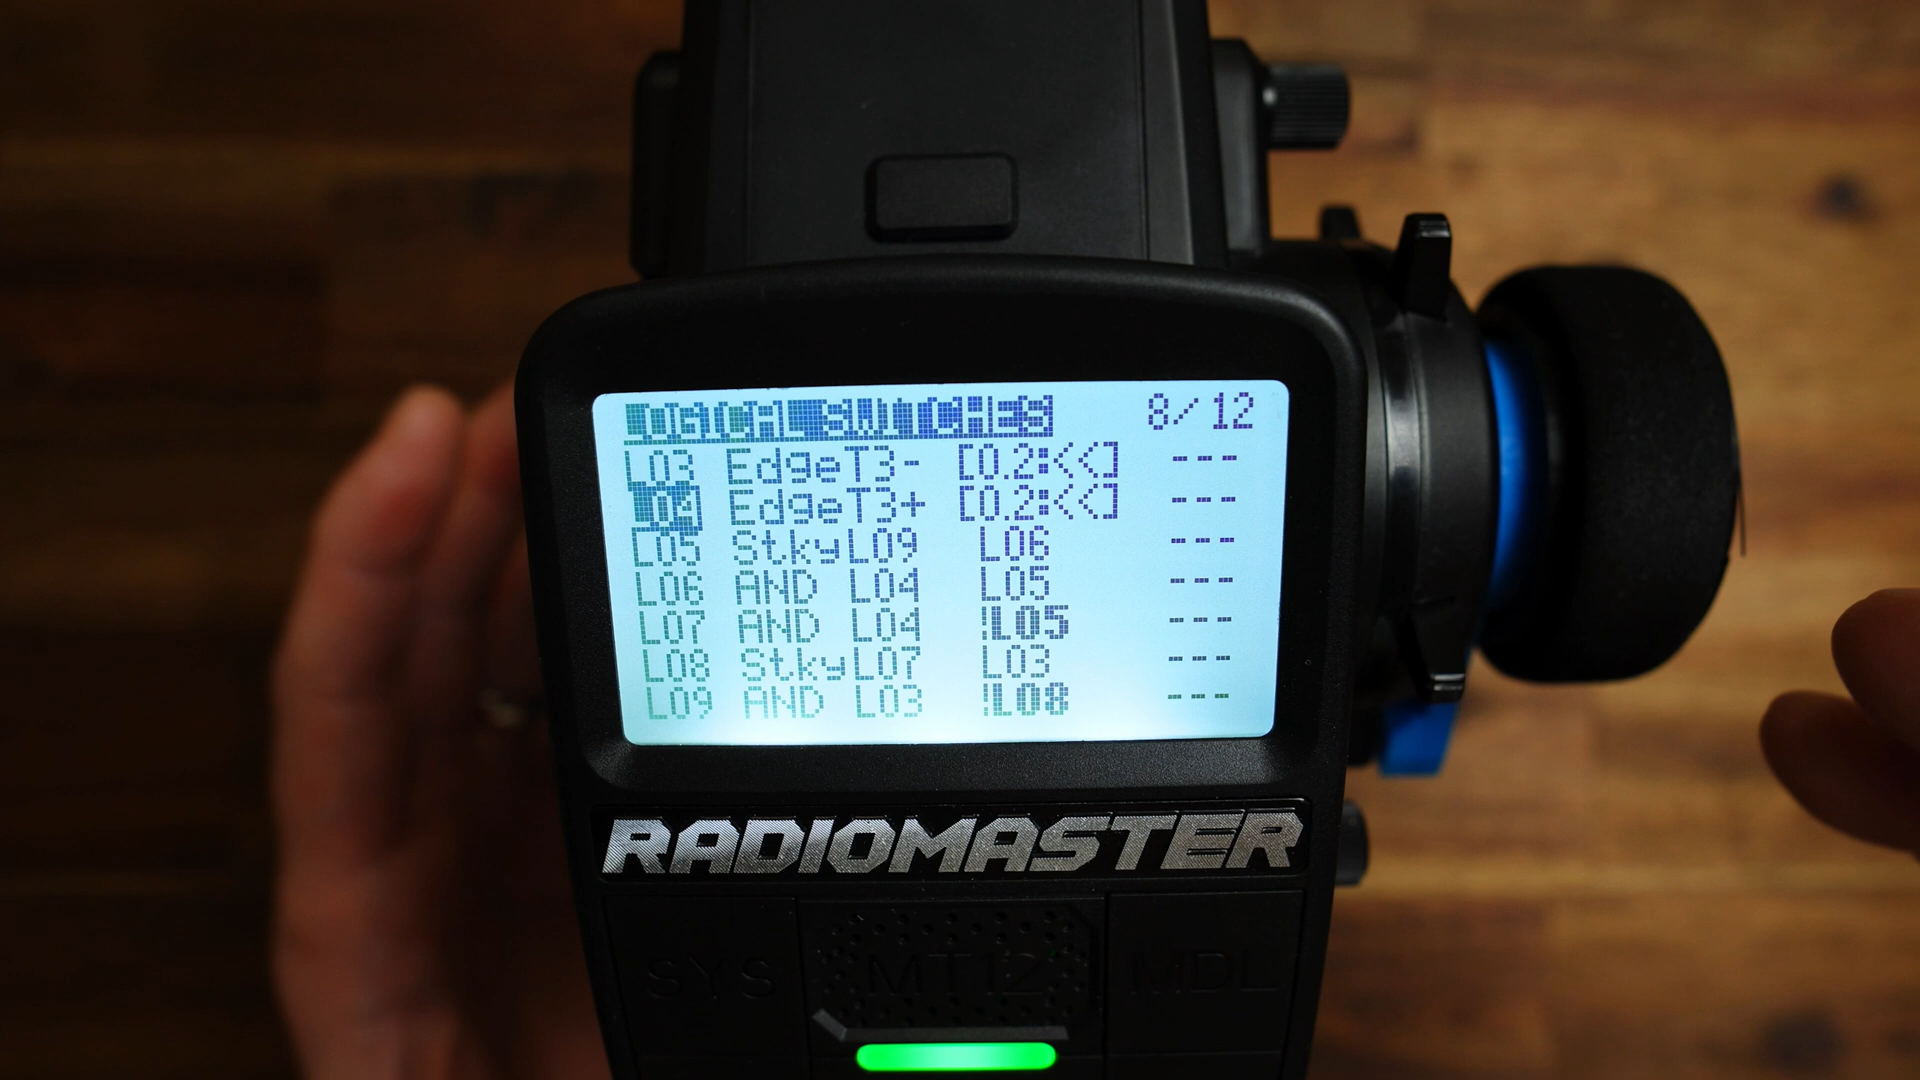 LOGICAL SWITCHES 8/12
L03 EdgeT3- [0.2:<<] ---
L04 EdgeT3+ [0.2:<<] ---
L05 StkyL09 L06 ---
L06 AND L04 L05 ---
L07 AND L04 !L05 ---
L08 StkyL07 L03 ---
L09 AND L03 !L08 ---
RADIOMASTER
SYS MT12 MDL